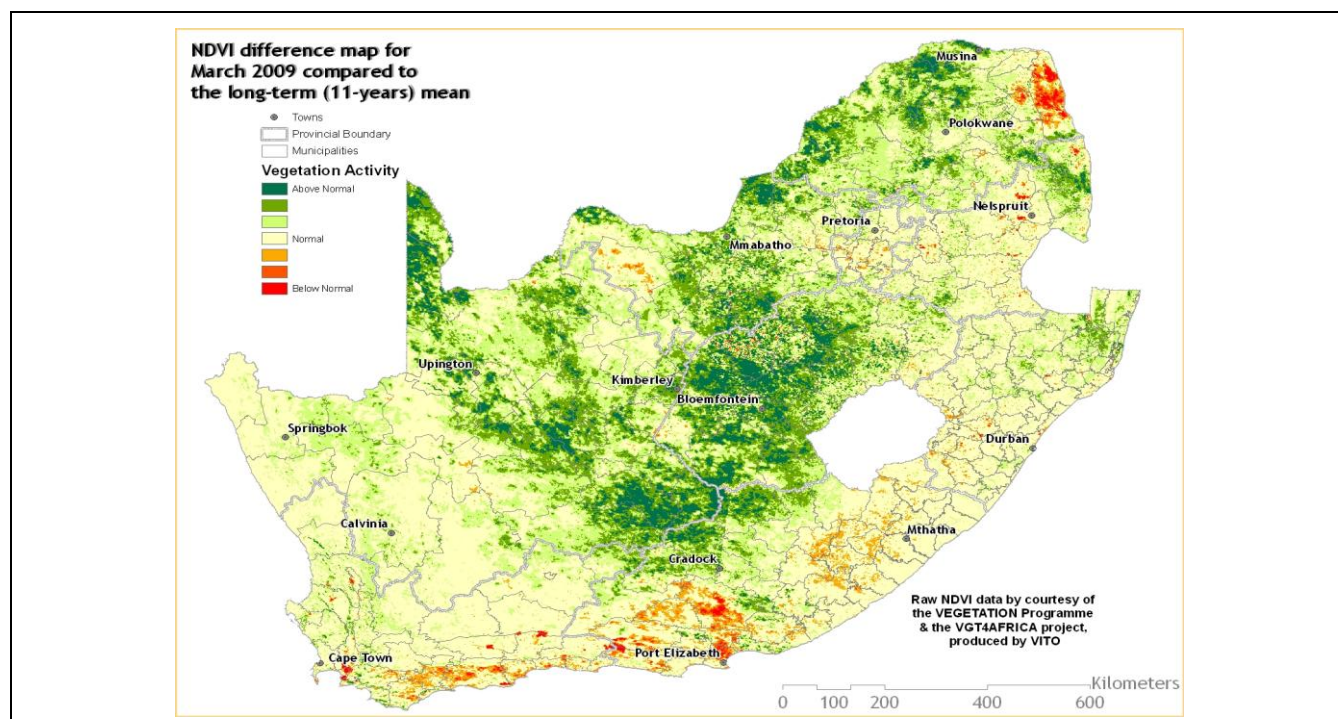 NDVI difference map for
March 2009 compared to
the long-term (11-years) mean
Towns
Provincial Boundary
Municipalities
Vegetation Activity
Above Normal
Normal
Below Normal
Musina
Polokwane
Nelspruit
Pretoria
Mmabatho
Upington
Kimberley
Bloemfontein
Springbok
Durban
Calvinia
Mthatha
Cradock
Port Elizabeth
Cape Town
Raw NDVI data by courtesy of
the VEGETATION Programme
& the VGT4AFRICA project,
produced by VITO
Kilometers
0 100 200 400 600